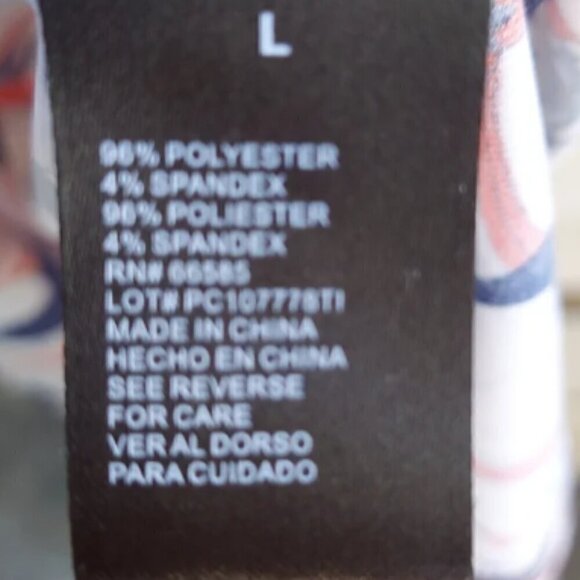 L
96% POLYESTER
4% SPANDEX
96% POLIESTER
4% SPANDEX
RN# 66585
LOT# PC107778TI
MADE IN CHINA
HECHO EN CHINA
SEE REVERSE
FOR CARE
VER AL DORSO
PARA CUIDADO